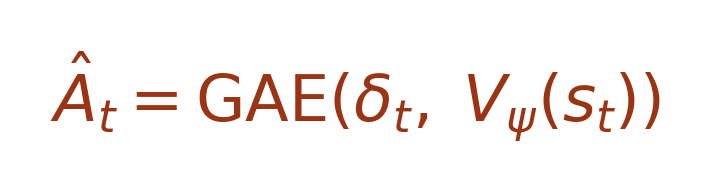 Â_t = GAE(δ_t, V_ψ(s_t))